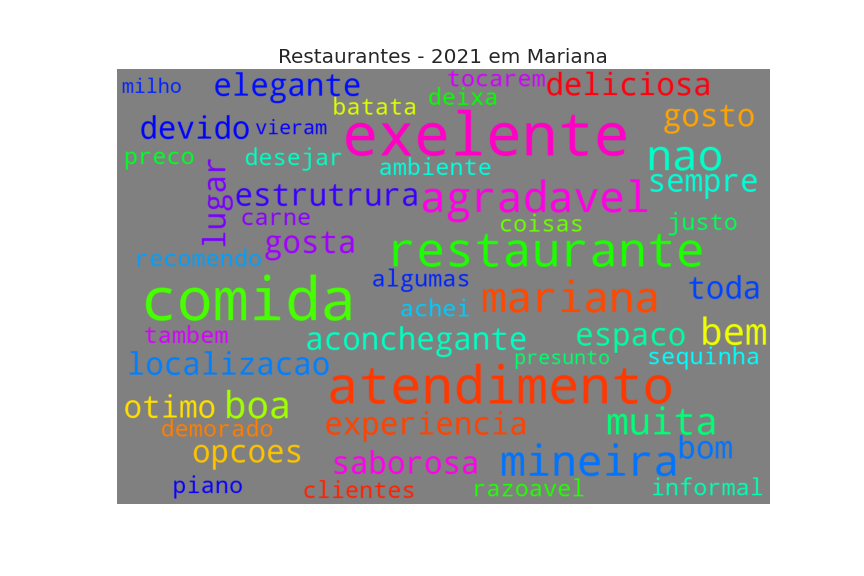 Restaurantes - 2021 em Mariana
milho
elegante
tocarem
deliciosa
batata
deixa
gosto
devido
vieram
exelente
preco
desejar
ambiente
nao
sempre
lugar
estrutrura
agradavel
carne
coisas
justo
gosta
restaurante
recomendo
algumas
toda
comida
achei
mariana
tambem
aconchegante
espaco
bem
localizacao
presunto
sequinha
atendimento
otimo
boa
demorado
experiencia
muita
opcoes
saborosa
mineira
bom
piano
clientes
razoavel
informal